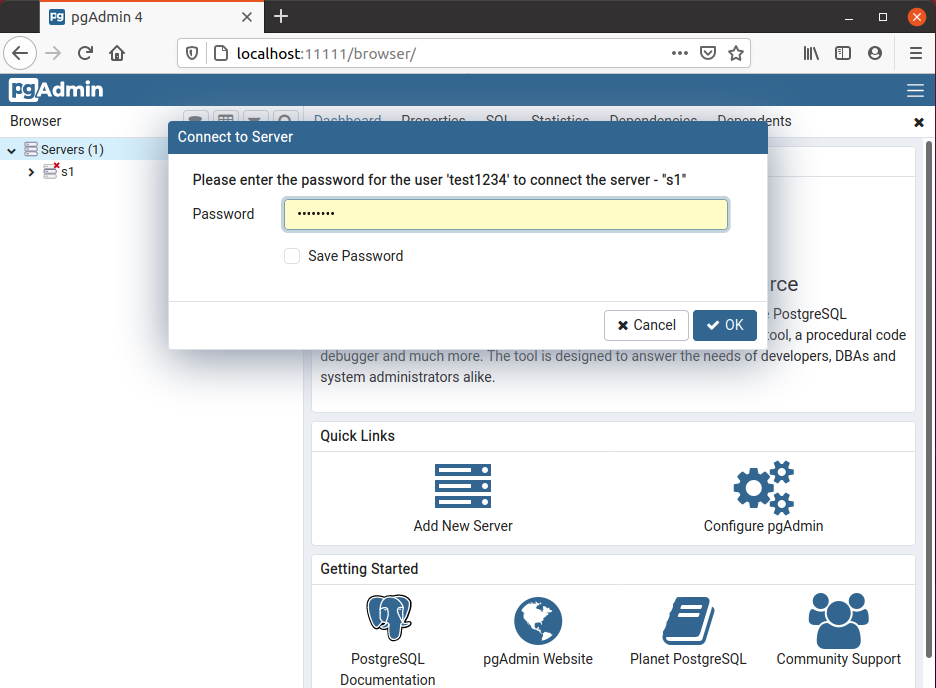 pgAdmin 4
localhost:11111/browser/
pgAdmin
Browser
Dashboard Properties SQL Statistics Dependencies Dependents
Servers (1)
s1
Connect to Server
Please enter the password for the user 'test1234' to connect the server - "s1"
Password
Save Password
Cancel OK
rce
PostgreSQL
tool, a procedural code
debugger and much more. The tool is designed to answer the needs of developers, DBAs and
system administrators alike.
Quick Links
Add New Server Configure pgAdmin
Getting Started
PostgreSQL
Documentation
pgAdmin Website
Planet PostgreSQL
Community Support